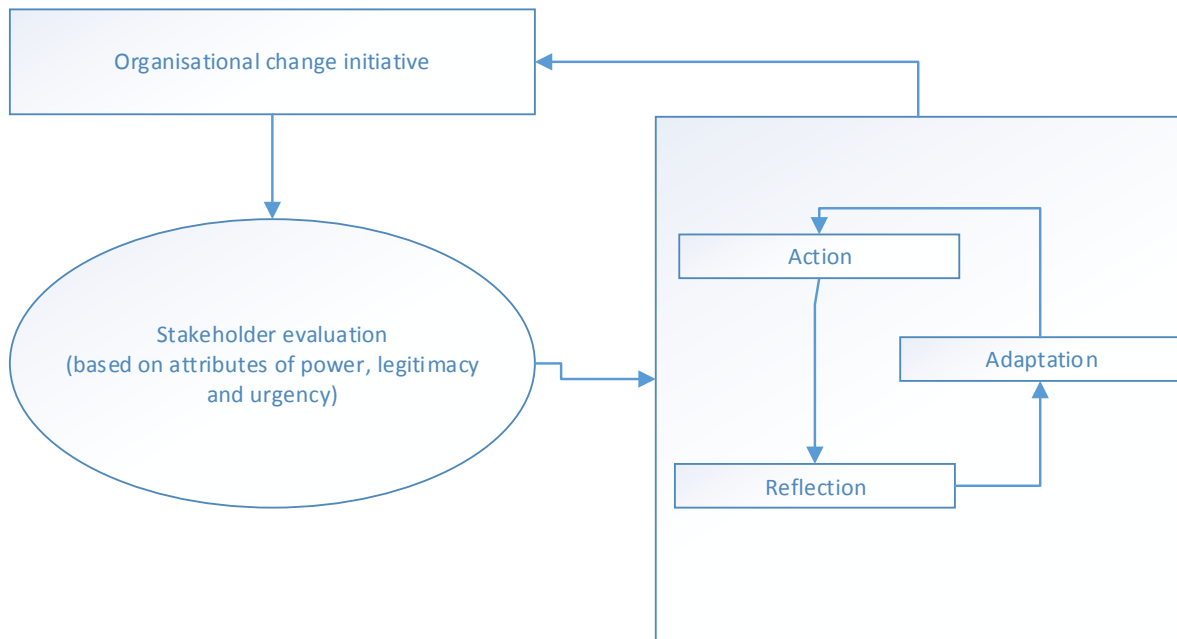 Organisational change initiative
Stakeholder evaluation
(based on attributes of power, legitimacy
and urgency)
Action
Adaptation
Reflection